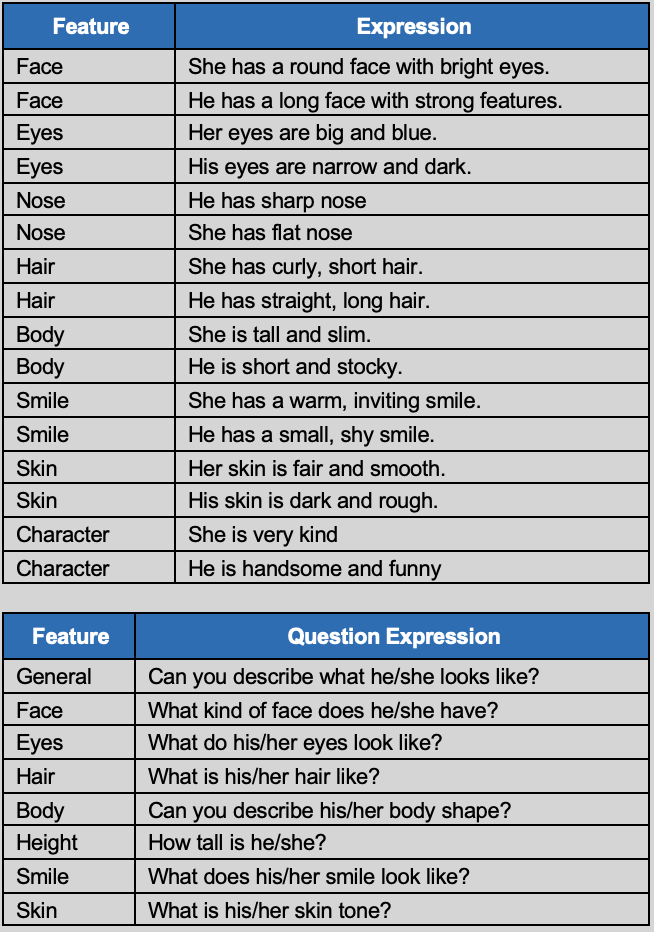 Feature Expression
Face She has a round face with bright eyes.
Face He has a long face with strong features.
Eyes Her eyes are big and blue.
Eyes His eyes are narrow and dark.
Nose He has sharp nose
Nose She has flat nose
Hair She has curly, short hair.
Hair He has straight, long hair.
Body She is tall and slim.
Body He is short and stocky.
Smile She has a warm, inviting smile.
Smile He has a small, shy smile.
Skin Her skin is fair and smooth.
Skin His skin is dark and rough.
Character She is very kind
Character He is handsome and funny
Feature Question Expression
General Can you describe what he/she looks like?
Face What kind of face does he/she have?
Eyes What do his/her eyes look like?
Hair What is his/her hair like?
Body Can you describe his/her body shape?
Height How tall is he/she?
Smile What does his/her smile look like?
Skin What is his/her skin tone?